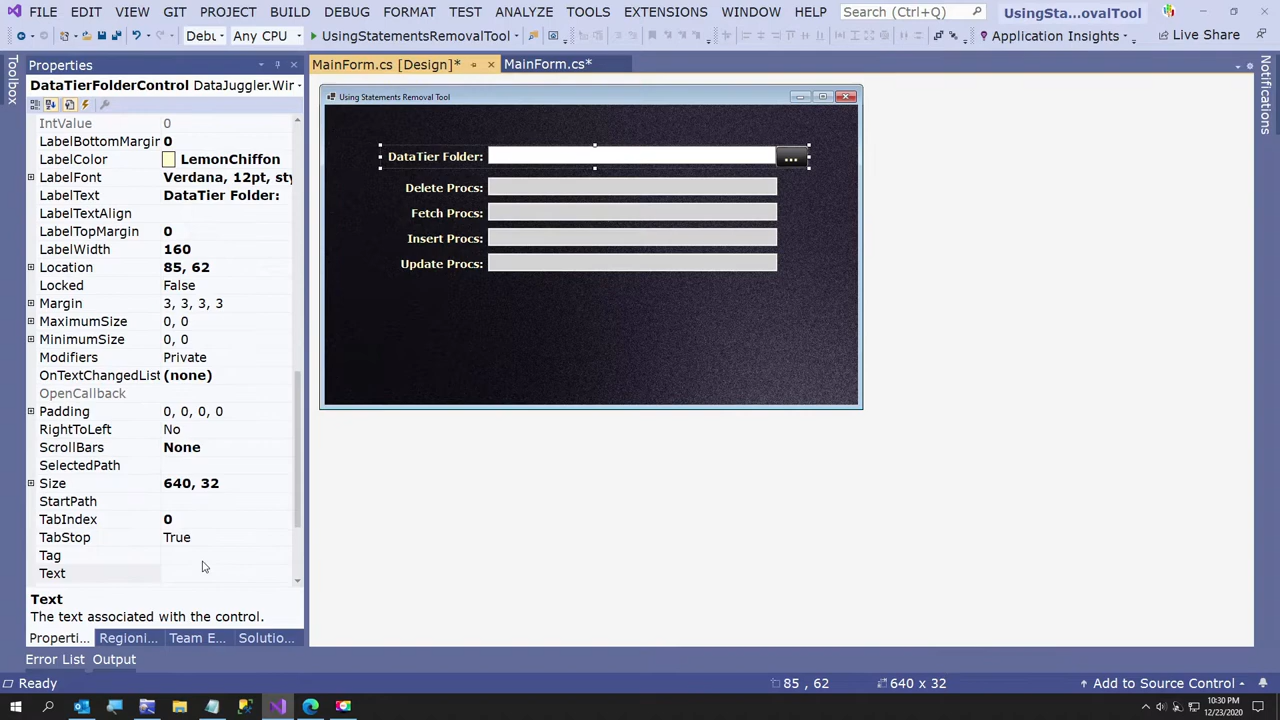 FILE EDIT VIEW GIT PROJECT BUILD DEBUG FORMAT TEST ANALYZE TOOLS EXTENSIONS WINDOW HELP Search (Ctrl+Q) UsingSta...ovalTool
Debu Any CPU UsingStatementsRemovalTool Application Insights Live Share
Toolbox
Properties
DataTierFolderControl DataJuggler.Wir
IntValue 0
LabelBottomMargin 0
LabelColor LemonChiffon
LabelFont Verdana, 12pt, sty
LabelText DataTier Folder:
LabelTextAlign
LabelTopMargin 0
LabelWidth 160
Location 85, 62
Locked False
Margin 3, 3, 3, 3
MaximumSize 0, 0
MinimumSize 0, 0
Modifiers Private
OnTextChangedList (none)
OpenCallback
Padding 0, 0, 0, 0
RightToLeft No
ScrollBars None
SelectedPath
Size 640, 32
StartPath
TabIndex 0
TabStop True
Tag
Text
Text
The text associated with the control.
Properti... Regioni... Team E... Solutio...
MainForm.cs [Design]* MainForm.cs*
Using Statements Removal Tool
DataTier Folder: ...
Delete Procs:
Fetch Procs:
Insert Procs:
Update Procs:
Notifications
Error List Output
Ready 85 , 62 640 x 32 Add to Source Control
10:30 PM
12/23/2020